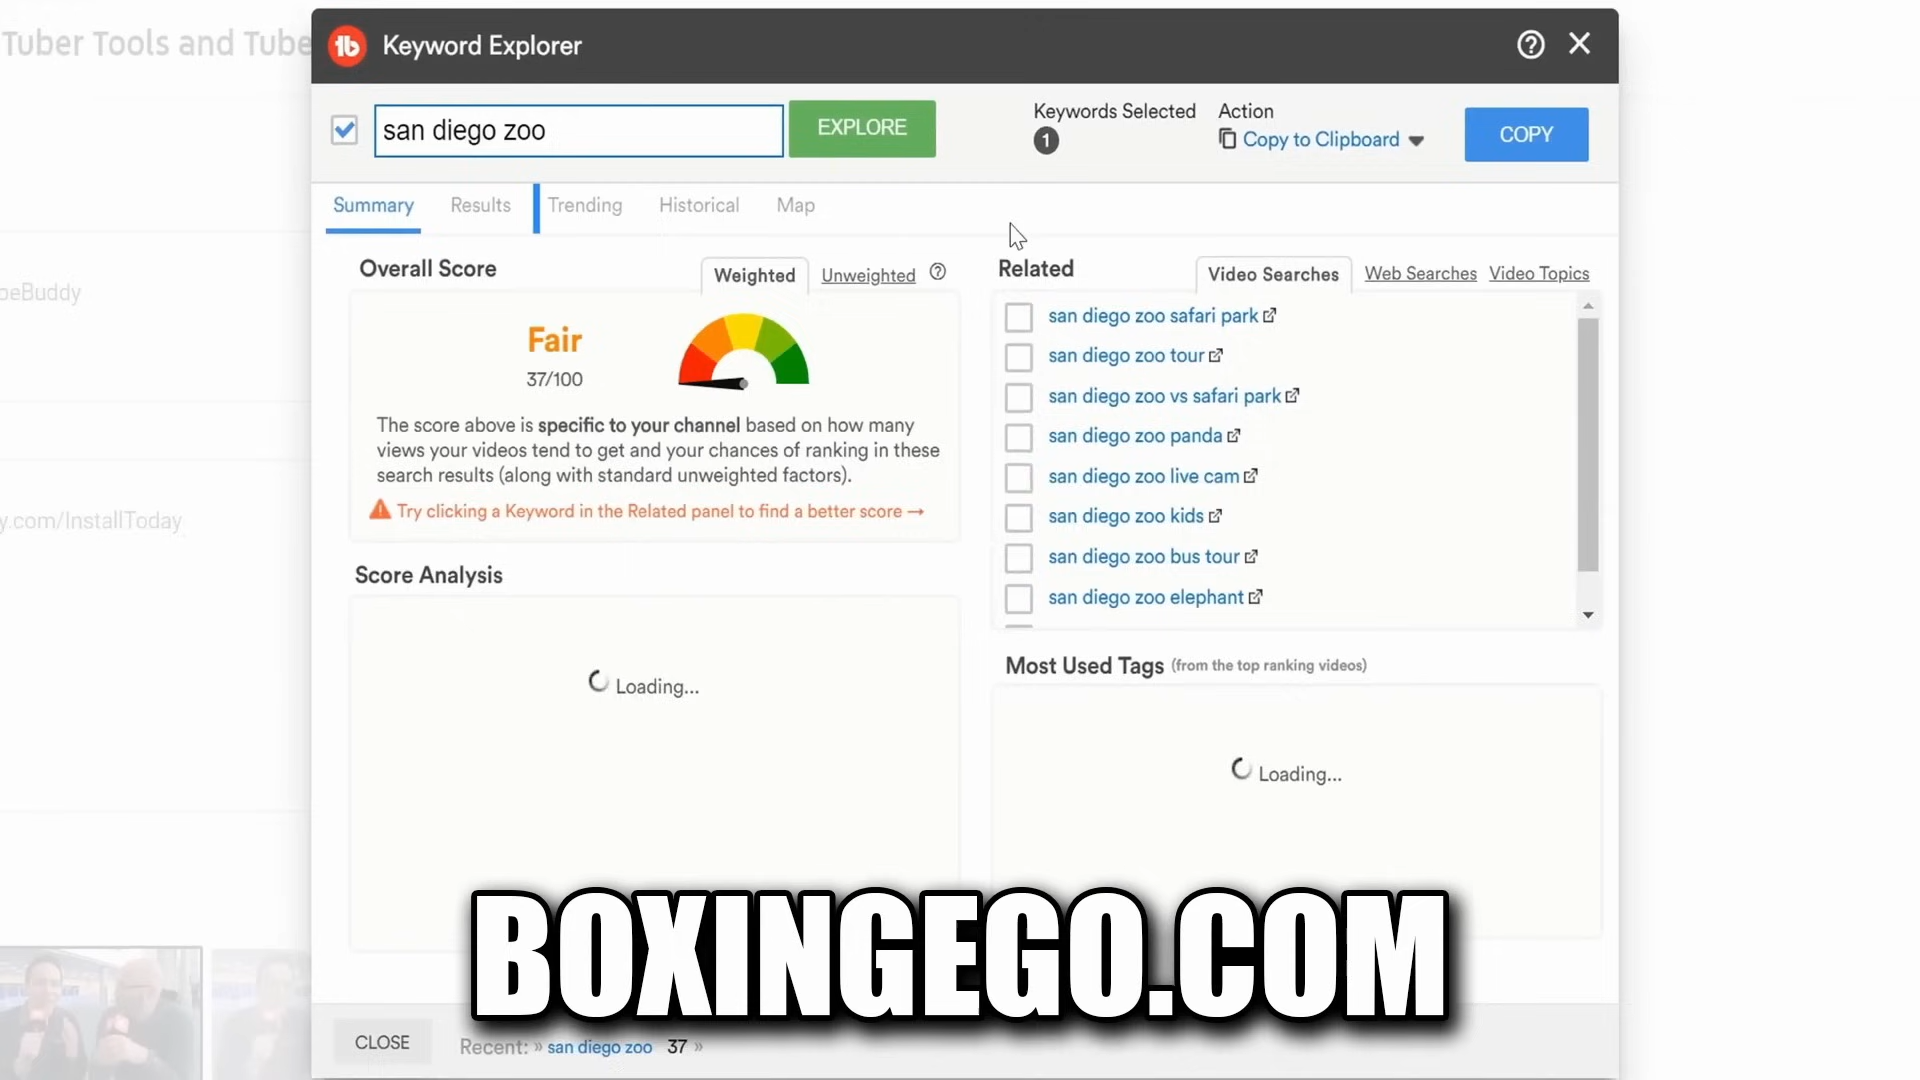 Tuber Tools and Tube
Keyword Explorer
san diego zoo
EXPLORE
Keywords Selected
1
Action
Copy to Clipboard
COPY
Summary
Results
Trending
Historical
Map
Overall Score
Weighted
Unweighted
Fair
37/100
The score above is specific to your channel based on how many
views your videos tend to get and your chances of ranking in these
search results (along with standard unweighted factors).
Try clicking a Keyword in the Related panel to find a better score →
Related
Video Searches
Web Searches
Video Topics
san diego zoo safari park
san diego zoo tour
san diego zoo vs safari park
san diego zoo panda
san diego zoo live cam
san diego zoo kids
san diego zoo bus tour
san diego zoo elephant
beBuddy
y.com/InstallToday
Score Analysis
Loading...
Most Used Tags (from the top ranking videos)
Loading...
BOXINGEGO.COM
CLOSE
Recent: » san diego zoo 37 »